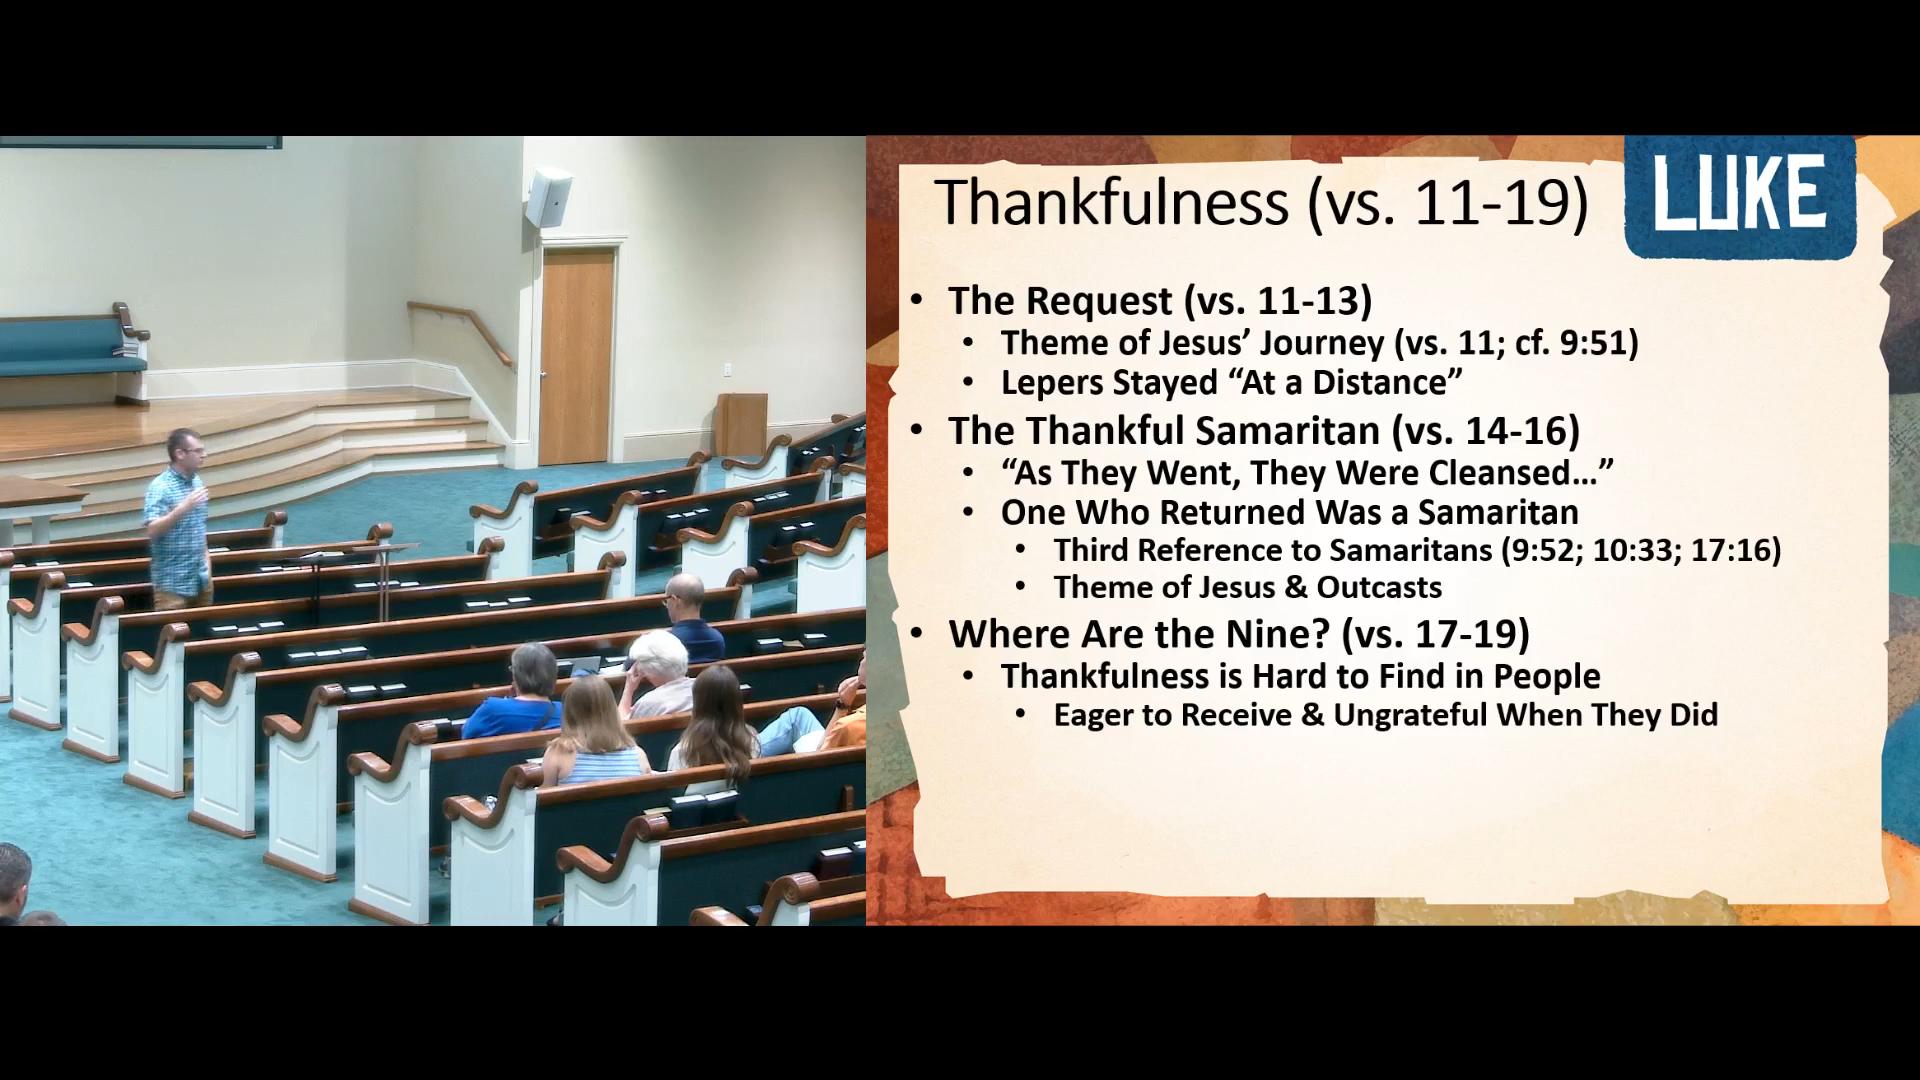 Thankfulness (vs. 11-19)
LUKE
• The Request (vs. 11-13)
• Theme of Jesus’ Journey (vs. 11; cf. 9:51)
• Lepers Stayed “At a Distance”
• The Thankful Samaritan (vs. 14-16)
• “As They Went, They Were Cleansed…”
• One Who Returned Was a Samaritan
• Third Reference to Samaritans (9:52; 10:33; 17:16)
• Theme of Jesus & Outcasts
• Where Are the Nine? (vs. 17-19)
• Thankfulness is Hard to Find in People
• Eager to Receive & Ungrateful When They Did